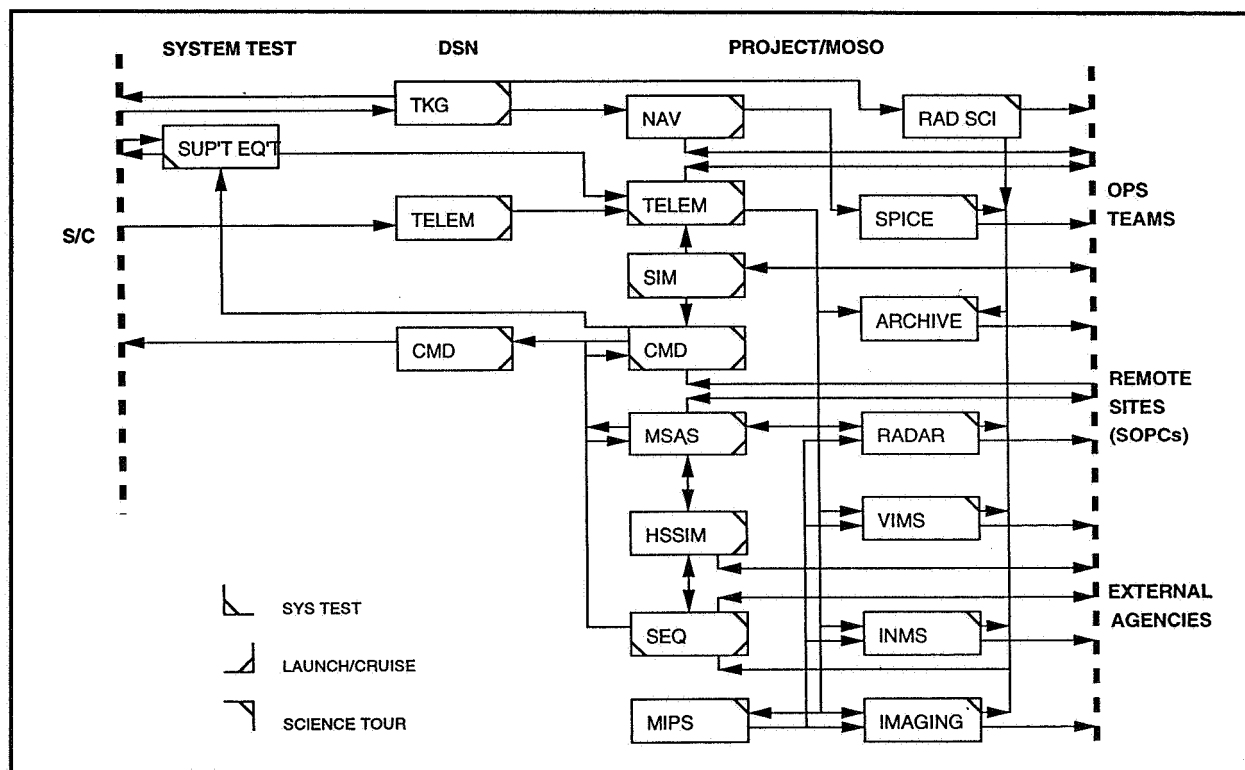 SYSTEM TEST
DSN
PROJECT/MOSO
TKG
NAV
RAD SCI
SUP'T EQ'T
TELEM
TELEM
SPICE
OPS
TEAMS
S/C
SIM
ARCHIVE
CMD
CMD
REMOTE
SITES
(SOPCs)
MSAS
RADAR
HSSIM
VIMS
SYS TEST
SEQ
INMS
EXTERNAL
AGENCIES
LAUNCH/CRUISE
SCIENCE TOUR
MIPS
IMAGING